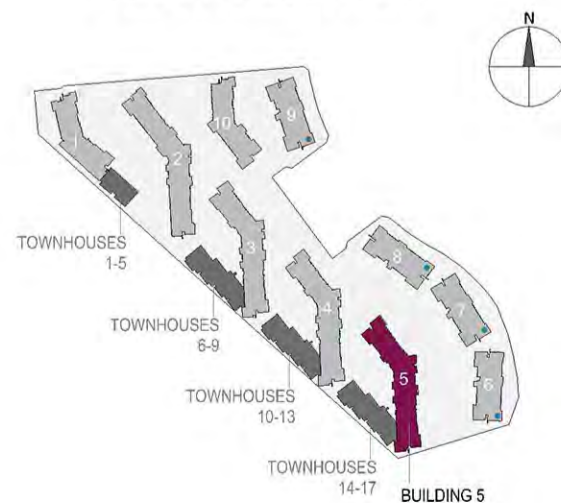 N
10
9
1
2
TOWNHOUSES
1-5
3
8
TOWNHOUSES
6-9
4
7
TOWNHOUSES
10-13
5
6
TOWNHOUSES
14-17
BUILDING 5